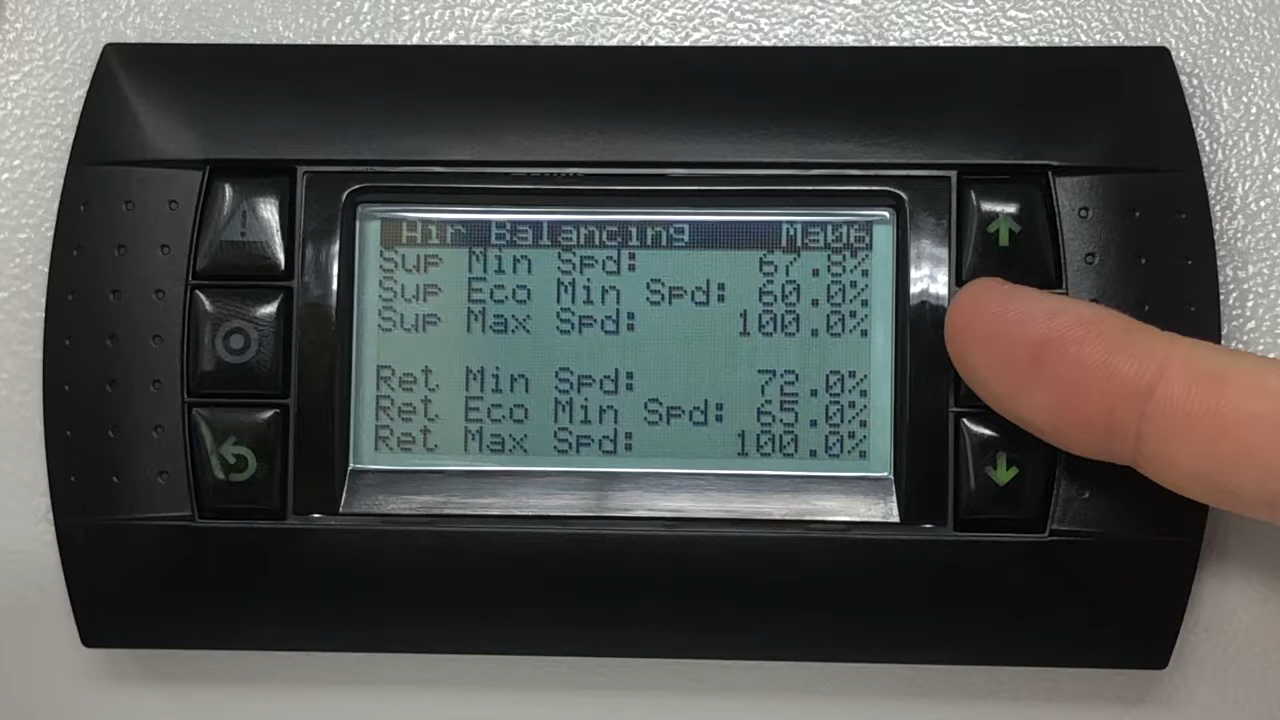 Air Balancing Ma06
Sup Min Spd: 67.8%
Sup Eco Min Spd: 60.0%
Sup Max Spd: 100.0%
Ret Min Spd: 72.0%
Ret Eco Min Spd: 65.0%
Ret Max Spd: 100.0%